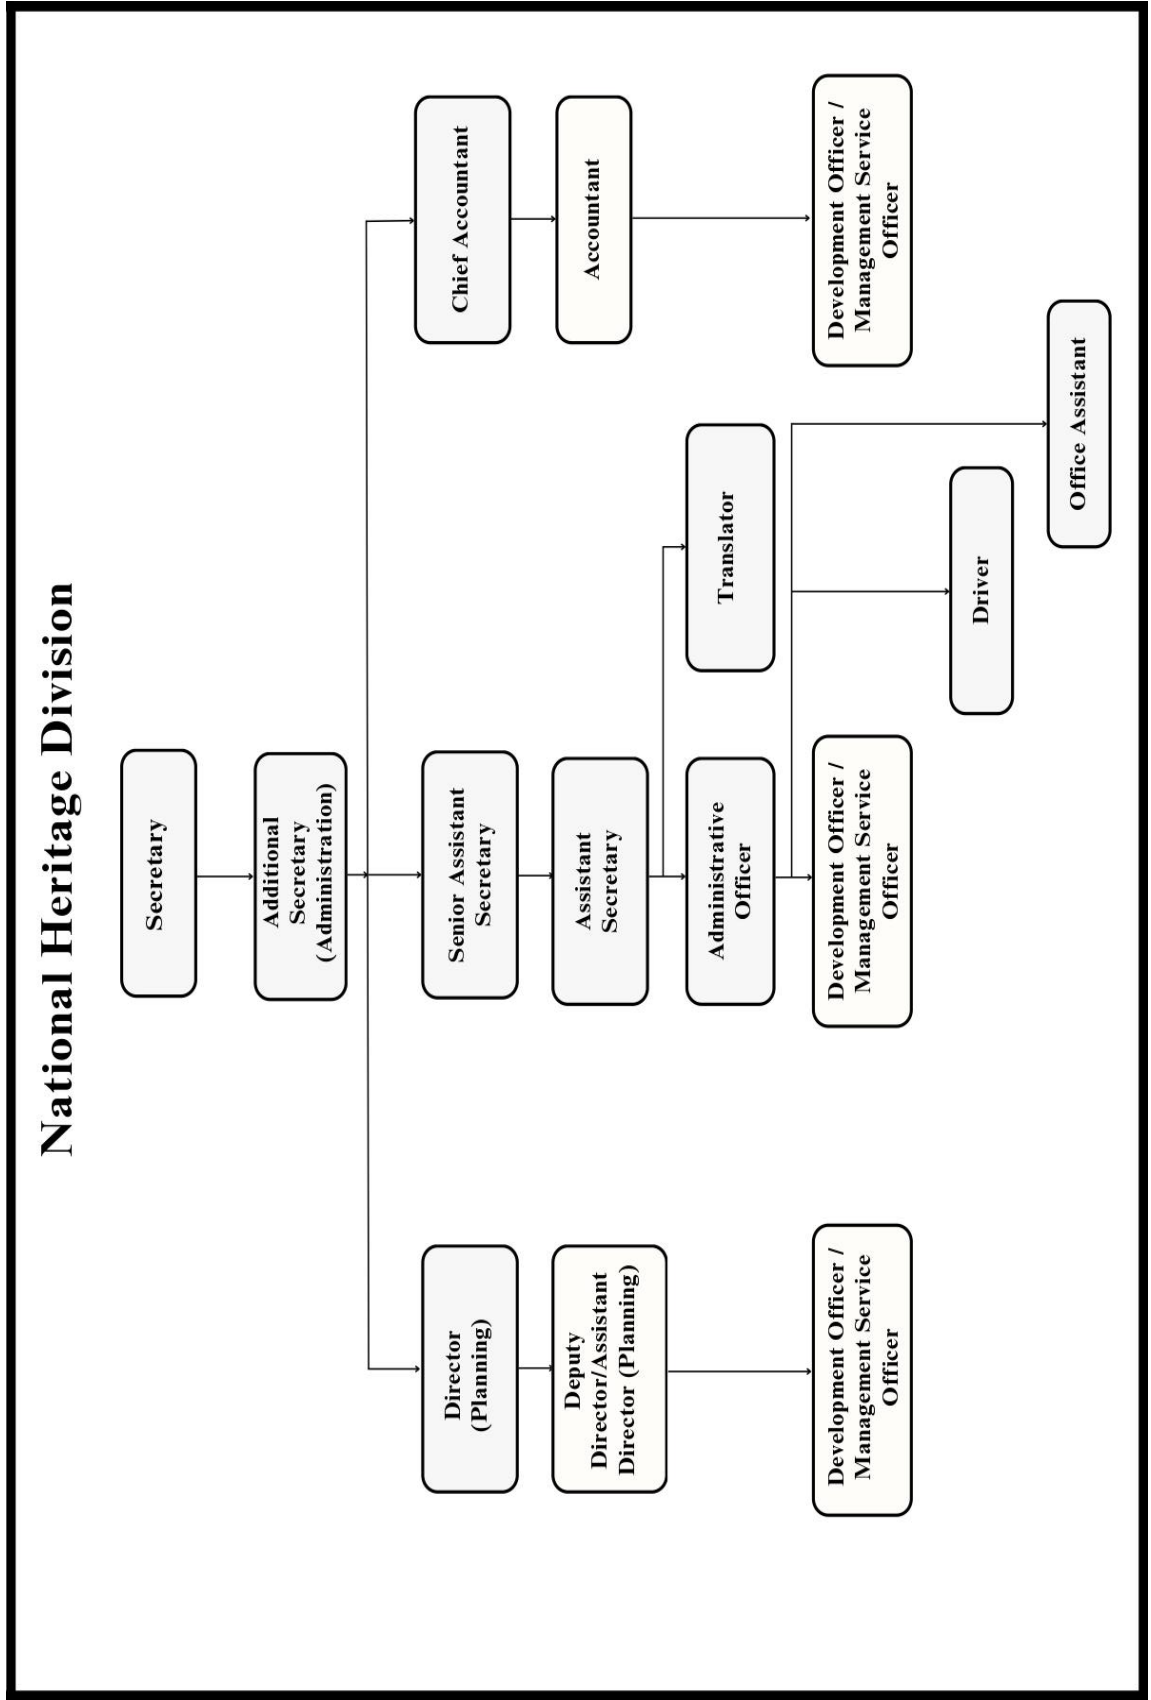 National Heritage Division
Secretary
Additional
Secretary
(Administration)
Director
(Planning)
Senior Assistant
Secretary
Chief Accountant
Deputy
Director/Assistant
Director (Planning)
Assistant
Secretary
Accountant
Administrative
Officer
Translator
Development Officer /
Management Service
Officer
Development Officer /
Management Service
Officer
Development Officer /
Management Service
Officer
Driver
Office Assistant